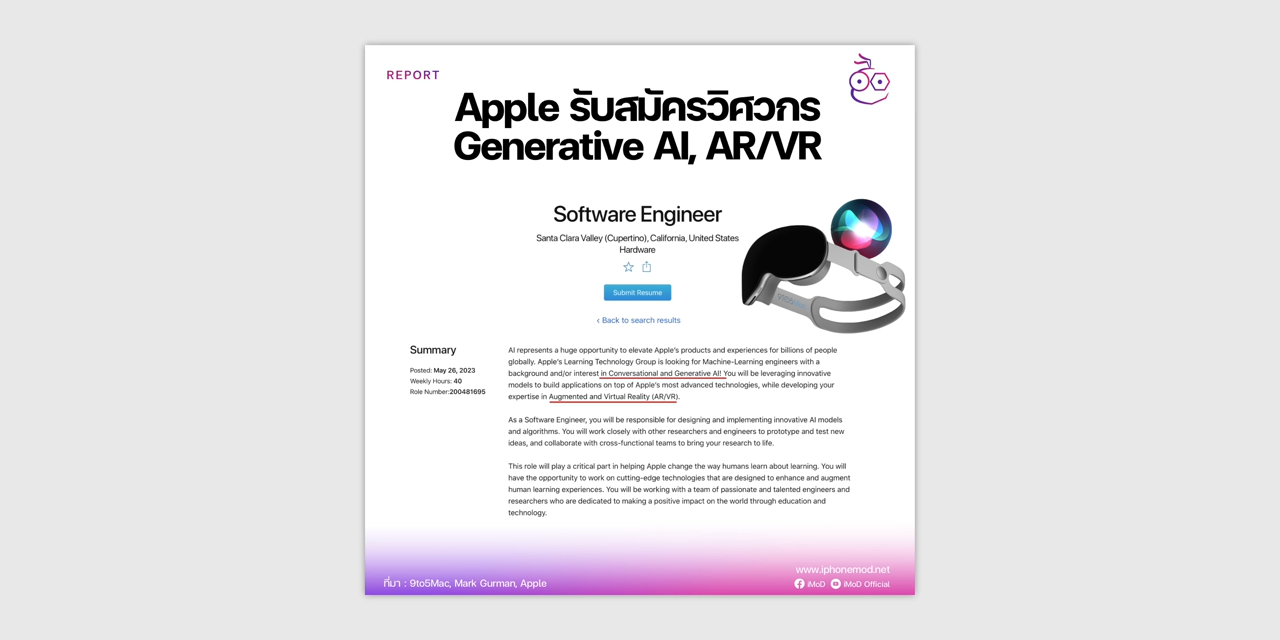 REPORT
Apple รับสมัครวิศวกร
Generative AI, AR/VR
Software Engineer
Santa Clara Valley (Cupertino), California, United States
Hardware
Submit Resume
‹ Back to search results
Summary
Posted: May 26, 2023
Weekly Hours: 40
Role Number:200481695
AI represents a huge opportunity to elevate Apple's products and experiences for billions of people
globally. Apple's Learning Technology Group is looking for Machine-Learning engineers with a
background and/or interest in Conversational and Generative AI! You will be leveraging innovative
models to build applications on top of Apple's most advanced technologies, while developing your
expertise in Augmented and Virtual Reality (AR/VR).
As a Software Engineer, you will be responsible for designing and implementing innovative AI models
and algorithms. You will work closely with other researchers and engineers to prototype and test new
ideas, and collaborate with cross-functional teams to bring your research to life.
This role will play a critical part in helping Apple change the way humans learn about learning. You will
have the opportunity to work on cutting-edge technologies that are designed to enhance and augment
human learning experiences. You will be working with a team of passionate and talented engineers and
researchers who are dedicated to making a positive impact on the world through education and
technology.
ที่มา : 9to5Mac, Mark Gurman, Apple
www.iphonemod.net
iMoD iMoD Official